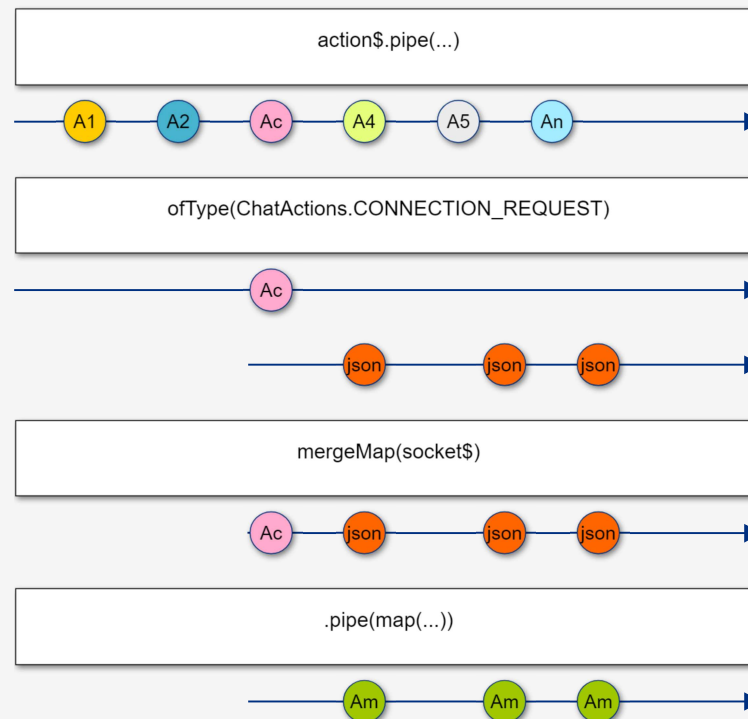 action$.pipe(...)
A1 A2 Ac A4 A5 An
ofType(ChatActions.CONNECTION_REQUEST)
Ac
json json json
mergeMap(socket$)
Ac json json json
.pipe(map(...))
Am Am Am